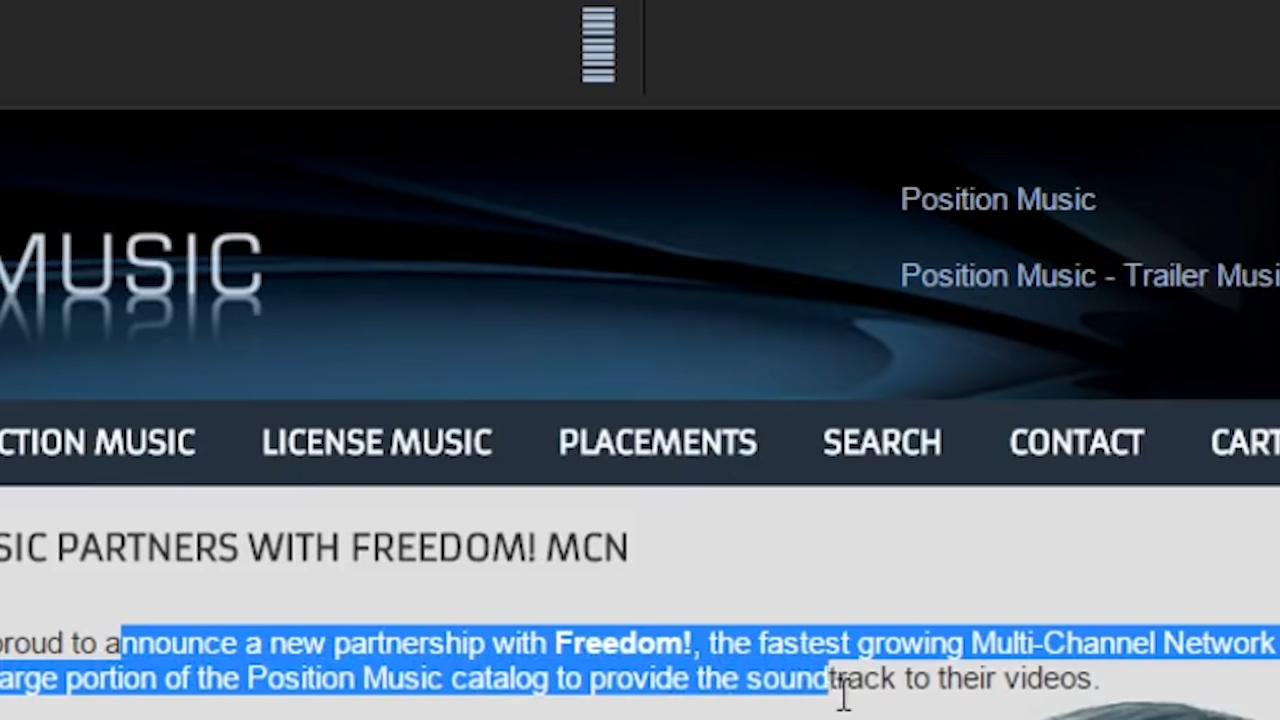 Position Music
MUSIC
Position Music - Trailer Musi
CTION MUSIC LICENSE MUSIC PLACEMENTS SEARCH CONTACT CART
SIC PARTNERS WITH FREEDOM! MCN
proud to announce a new partnership with Freedom!, the fastest growing Multi-Channel Network
arge portion of the Position Music catalog to provide the soundtrack to their videos.